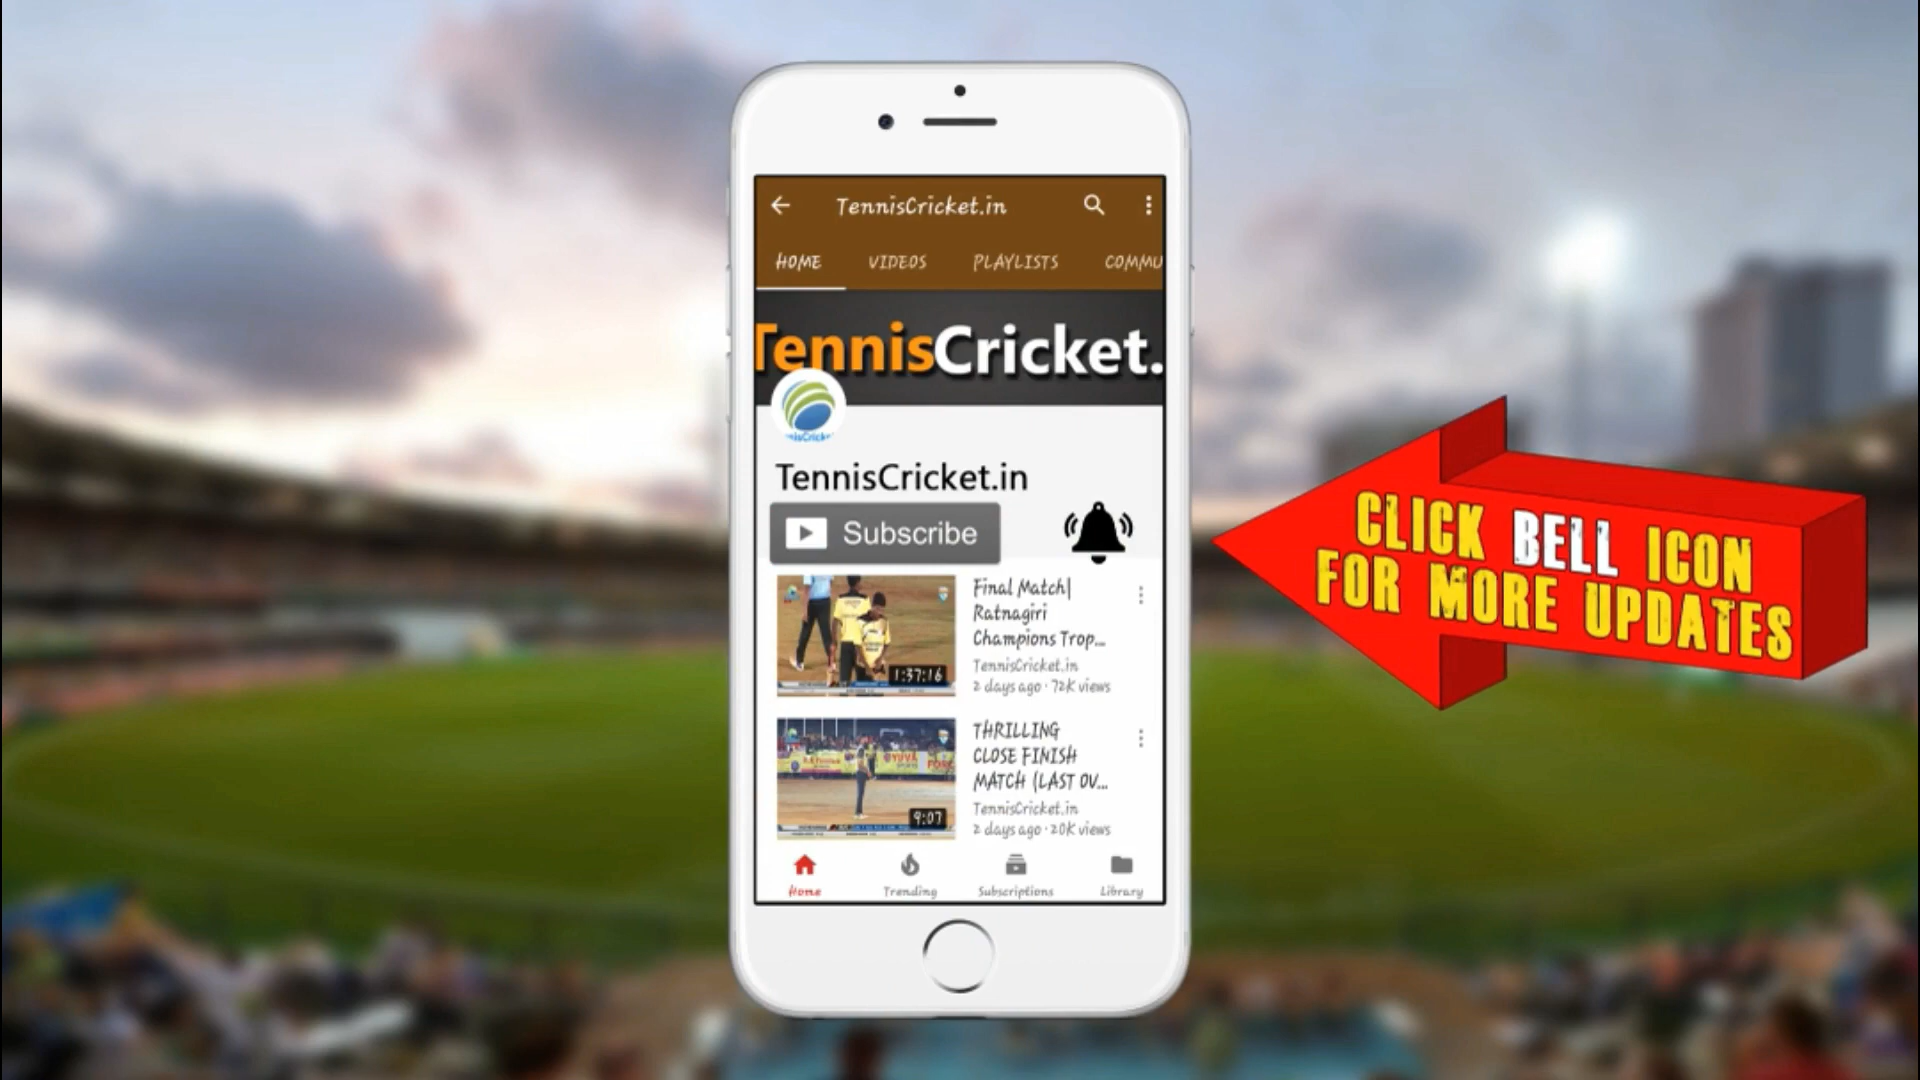 TennisCricket.in
HOME VIDEOS PLAYLISTS COMMU
TennisCricket.
TennisCricket.in
Subscribe
CLICK BELL ICON
FOR MORE UPDATES
Final Match|
Ratnagiri
Champions Trop...
TennisCricket.in
2 days ago · 72K views
1:37:16
THRILLING
CLOSE FINISH
MATCH (LAST OV...
TennisCricket.in
2 days ago · 20K views
YUVA
9:07
Home Trending Subscriptions Library